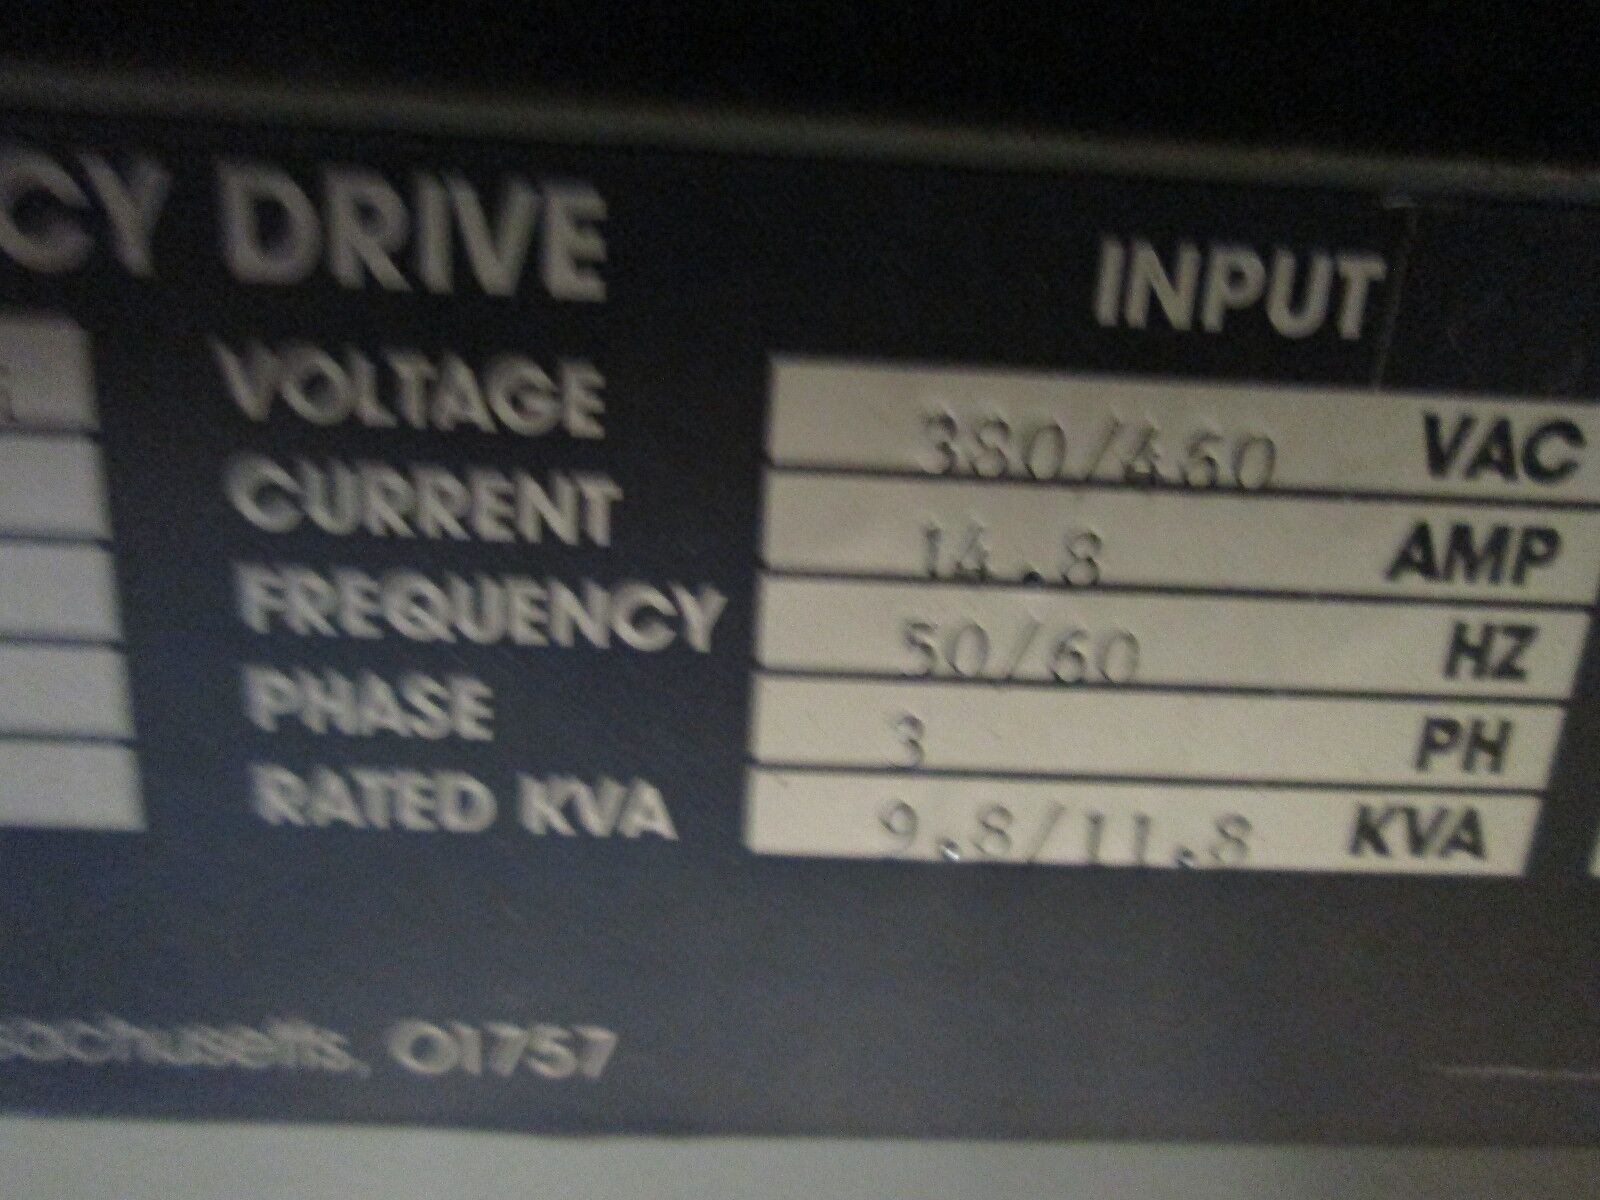 CY DRIVE
INPUT
VOLTAGE 380/460 VAC
CURRENT 14.8 AMP
FREQUENCY 50/60 HZ
PHASE 3 PH
RATED KVA 9.8/11.8 KVA
sachusetts, 01757